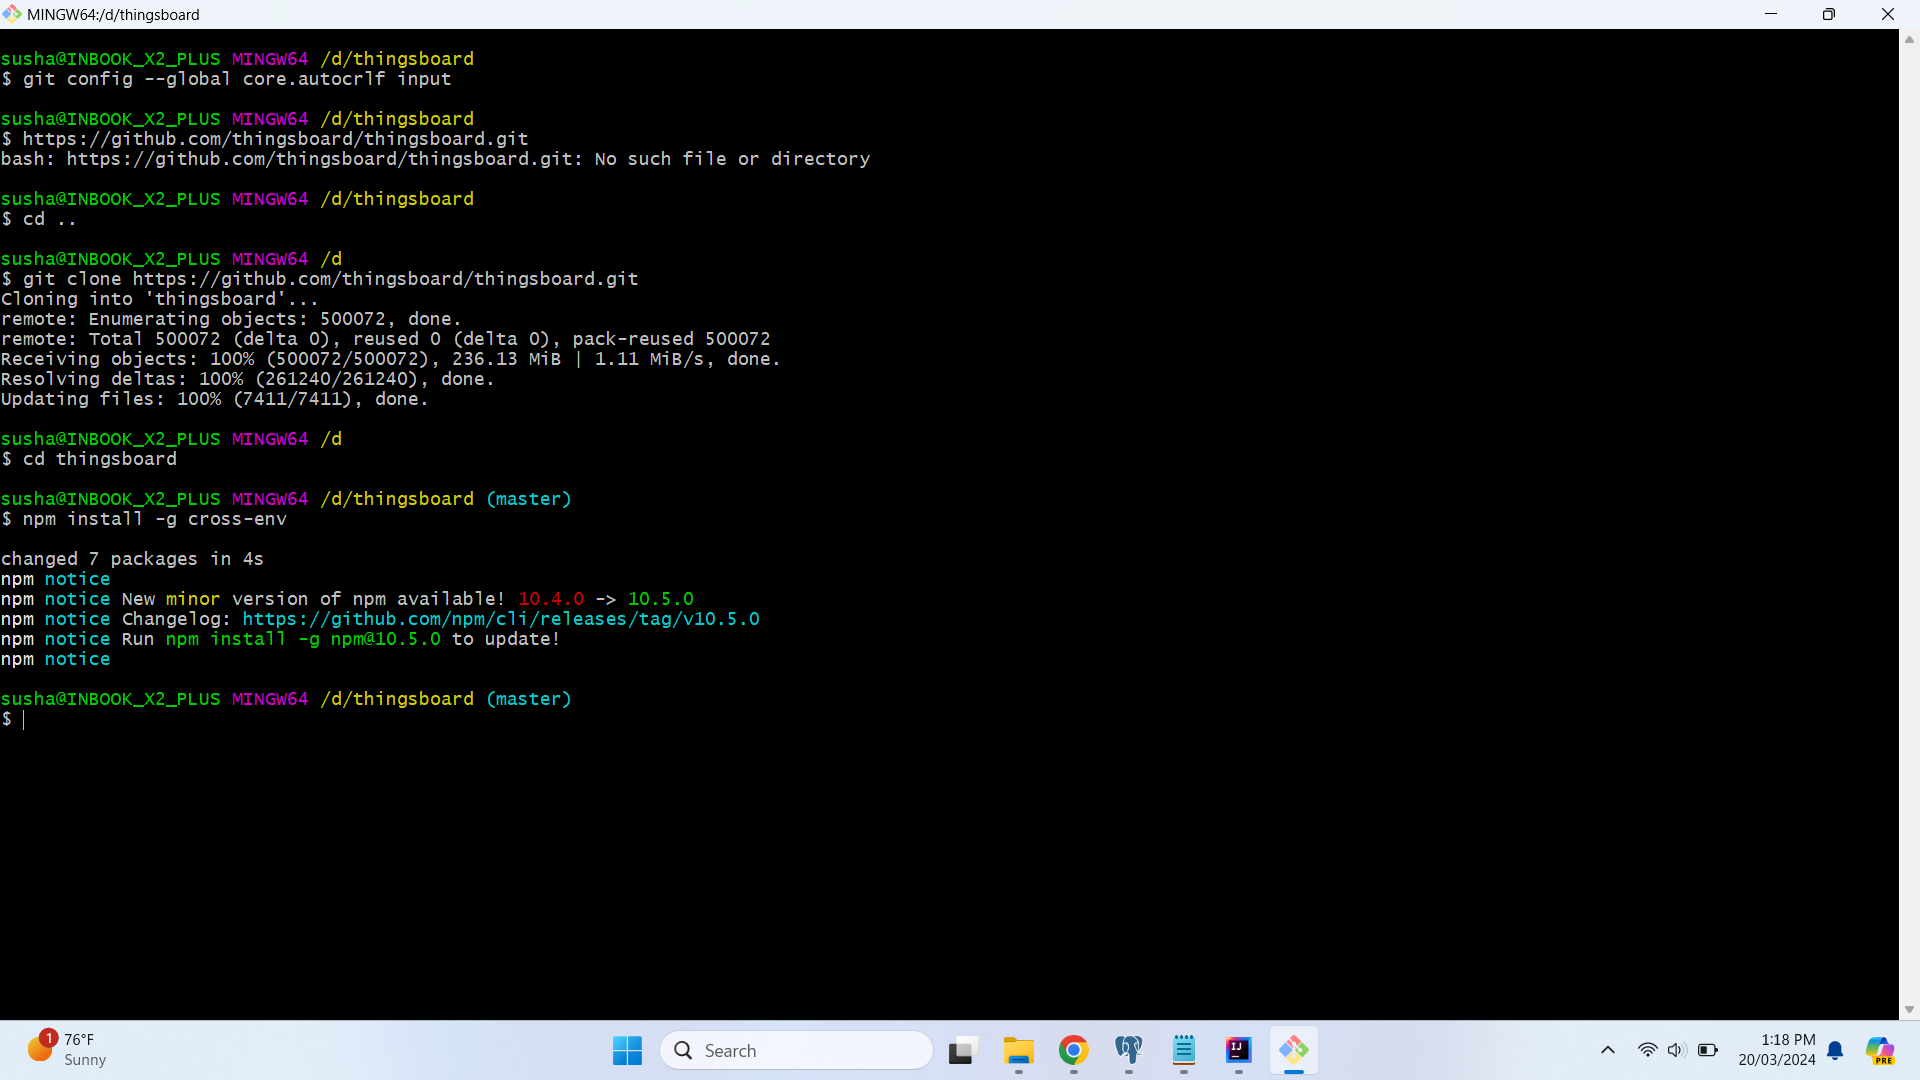 MINGW64:/d/thingsboard
susha@INBOOK_X2_PLUS MINGW64 /d/thingsboard
$ git config --global core.autocrlf input
susha@INBOOK_X2_PLUS MINGW64 /d/thingsboard
$ https://github.com/thingsboard/thingsboard.git
bash: https://github.com/thingsboard/thingsboard.git: No such file or directory
susha@INBOOK_X2_PLUS MINGW64 /d/thingsboard
$ cd ..
susha@INBOOK_X2_PLUS MINGW64 /d
$ git clone https://github.com/thingsboard/thingsboard.git
Cloning into 'thingsboard'...
remote: Enumerating objects: 500072, done.
remote: Total 500072 (delta 0), reused 0 (delta 0), pack-reused 500072
Receiving objects: 100% (500072/500072), 236.13 MiB | 1.11 MiB/s, done.
Resolving deltas: 100% (261240/261240), done.
Updating files: 100% (7411/7411), done.
susha@INBOOK_X2_PLUS MINGW64 /d
$ cd thingsboard
susha@INBOOK_X2_PLUS MINGW64 /d/thingsboard (master)
$ npm install -g cross-env
changed 7 packages in 4s
npm notice
npm notice New minor version of npm available! 10.4.0 -> 10.5.0
npm notice Changelog: https://github.com/npm/cli/releases/tag/v10.5.0
npm notice Run npm install -g npm@10.5.0 to update!
npm notice
susha@INBOOK_X2_PLUS MINGW64 /d/thingsboard (master)
$
1
76°F
Sunny
Search
IJ
1:18 PM
20/03/2024
PRE